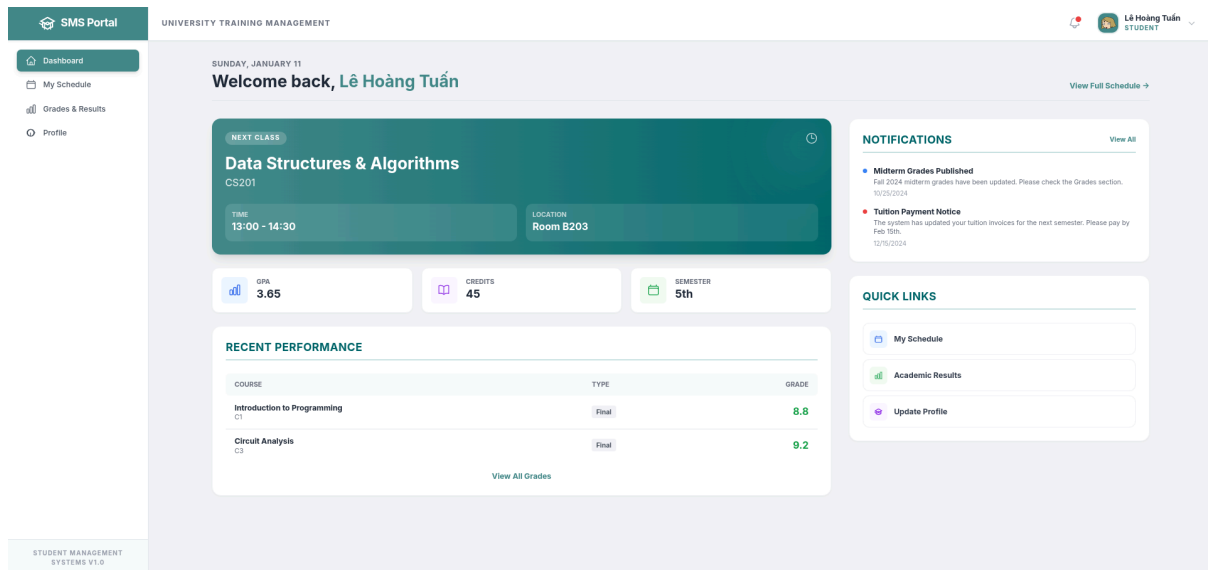 SMS Portal
UNIVERSITY TRAINING MANAGEMENT
Lê Hoàng Tuấn
STUDENT
Dashboard
My Schedule
Grades & Results
Profile
STUDENT MANAGEMENT
SYSTEMS V1.0
SUNDAY, JANUARY 11
Welcome back, Lê Hoàng Tuấn
View Full Schedule →
NEXT CLASS
Data Structures & Algorithms
CS201
TIME
13:00 - 14:30
LOCATION
Room B203
GPA
3.65
CREDITS
45
SEMESTER
5th
RECENT PERFORMANCE
COURSE TYPE GRADE
Introduction to Programming
C1
Final
8.8
Circuit Analysis
C3
Final
9.2
View All Grades
NOTIFICATIONS
View All
Midterm Grades Published
Fall 2024 midterm grades have been updated. Please check the Grades section.
10/25/2024
Tuition Payment Notice
The system has updated your tuition invoices for the next semester. Please pay by
Feb 15th.
12/15/2024
QUICK LINKS
My Schedule
Academic Results
Update Profile